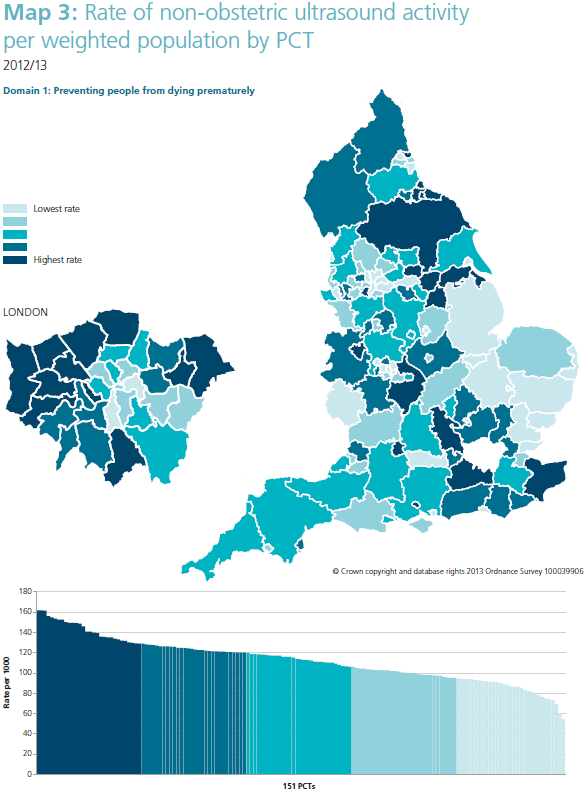 Map 3: Rate of non-obstetric ultrasound activity
per weighted population by PCT
2012/13
Domain 1: Preventing people from dying prematurely
Lowest rate
Highest rate
LONDON
© Crown copyright and database rights 2013 Ordnance Survey 100039906
180
160
140
120
100
80
60
40
20
0
Rate per 1000
151 PCTs